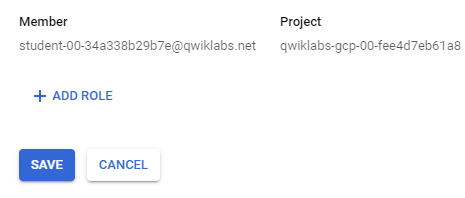 Member Project
student-00-34a338b29b7e@qwiklabs.net qwiklabs-gcp-00-fee4d7eb61a8
+ ADD ROLE
SAVE CANCEL